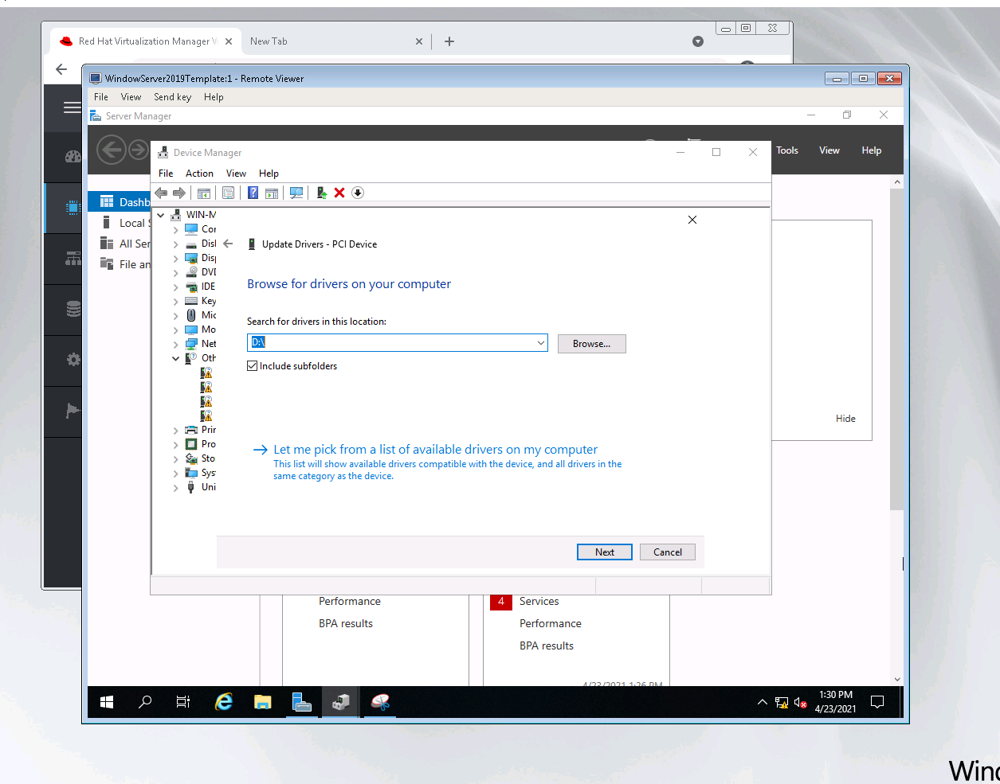 Red Hat Virtualization Manager
New Tab
WindowServer2019Template:1 - Remote Viewer
File View Send key Help
Server Manager
Tools View Help
Device Manager
File Action View Help
Dashb
WIN-M
Local S
Cor
All Ser
Disl
Update Drivers - PCI Device
File an
Disp
DVD
IDE
Browse for drivers on your computer
Key
Mic
Search for drivers in this location:
Mo
Net
D:\
Browse...
Oth
Include subfolders
Hide
Prin
Pro
Let me pick from a list of available drivers on my computer
Sto
This list will show available drivers compatible with the device, and all drivers in the
Sys
same category as the device.
Uni
Next
Cancel
Performance
4 Services
BPA results
Performance
BPA results
4/23/2021 1:26 PM
1:30 PM
4/23/2021
Wind